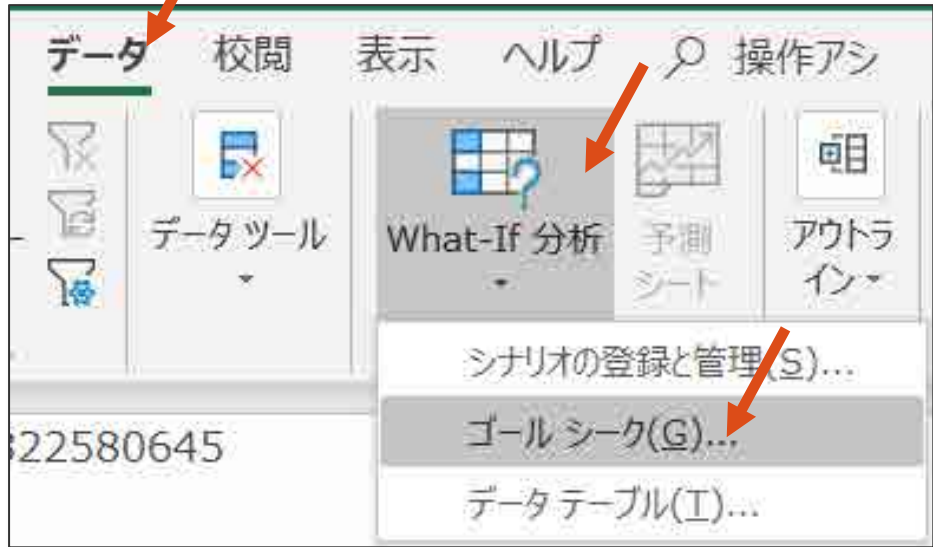 データ 校閲 表示 ヘルプ 操作アシ
データ ツール
What-If 分析
予測
シート
アウトラ
イン
シナリオの登録と管理(S)...
ゴール シーク(G)...
データ テーブル(T)...
322580645